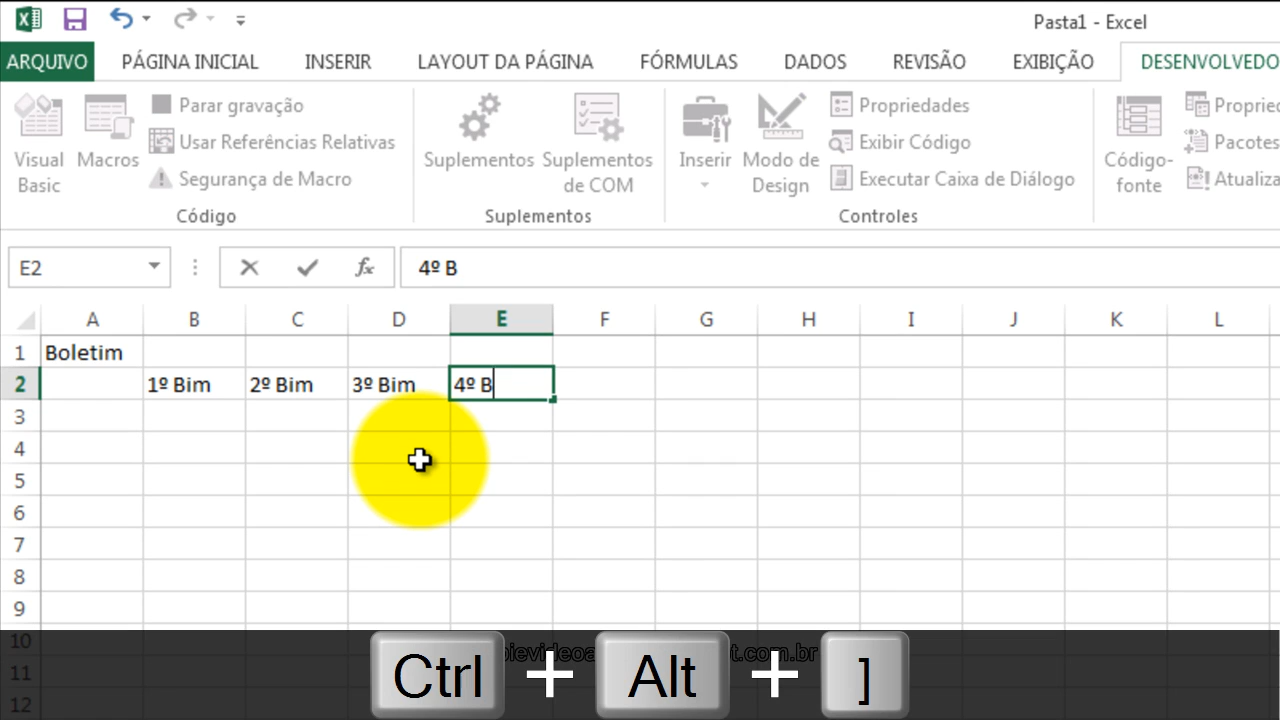 Pasta1 - Excel
ARQUIVO PÁGINA INICIAL INSERIR LAYOUT DA PÁGINA FÓRMULAS DADOS REVISÃO EXIBIÇÃO DESENVOLVEDO
Visual Basic
Macros
Parar gravação
Usar Referências Relativas
Segurança de Macro
Código
Suplementos
Suplementos de COM
Suplementos
Inserir
Modo de Design
Propriedades
Exibir Código
Executar Caixa de Diálogo
Controles
Código-fonte
Proprie
Pacotes
Atualiza
E2 fx 4º B
A B C D E F G H I J K L
1 Boletim
2 1º Bim 2º Bim 3º Bim 4º B
3
4
5
6
7
8
9
10
11
12
Ctrl + Alt + ]